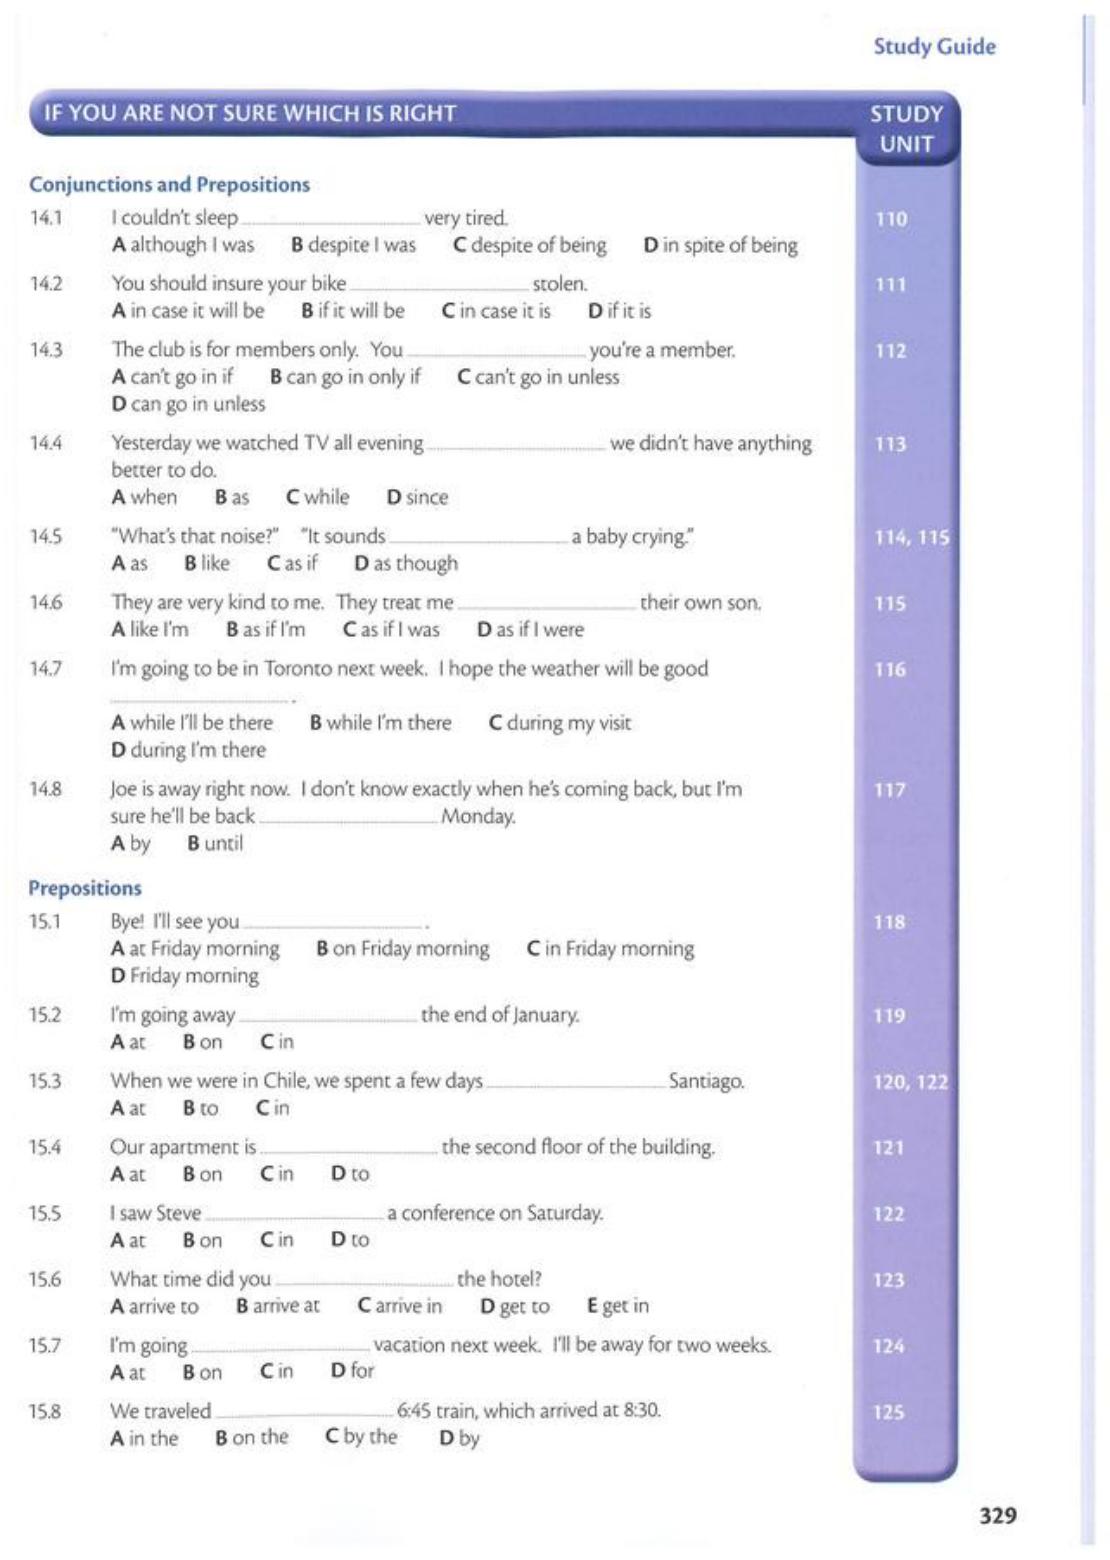 Study Guide
IF YOU ARE NOT SURE WHICH IS RIGHT STUDY
UNIT
Conjunctions and Prepositions
14.1 I couldn't sleep ............ very tired. 110
A although I was B despite I was C despite of being D in spite of being
14.2 You should insure your bike ............ stolen. 111
A in case it will be B if it will be C in case it is D if it is
14.3 The club is for members only. You ............ you're a member. 112
A can't go in if B can go in only if C can't go in unless
D can go in unless
14.4 Yesterday we watched TV all evening ............ we didn't have anything 113
better to do.
A when B as C while D since
14.5 "What's that noise?" "It sounds ............ a baby crying." 114, 115
A as B like C as if D as though
14.6 They are very kind to me. They treat me ............ their own son. 115
A like I'm B as if I'm C as if I was D as if I were
14.7 I'm going to be in Toronto next week. I hope the weather will be good 116
............ .
A while I'll be there B while I'm there C during my visit
D during I'm there
14.8 Joe is away right now. I don't know exactly when he's coming back, but I'm 117
sure he'll be back ............ Monday.
A by B until
Prepositions
15.1 Bye! I'll see you ............ . 118
A at Friday morning B on Friday morning C in Friday morning
D Friday morning
15.2 I'm going away ............ the end of January. 119
A at B on C in
15.3 When we were in Chile, we spent a few days ............ Santiago. 120, 122
A at B to C in
15.4 Our apartment is ............ the second floor of the building. 121
A at B on C in D to
15.5 I saw Steve ............ a conference on Saturday. 122
A at B on C in D to
15.6 What time did you ............ the hotel? 123
A arrive to B arrive at C arrive in D get to E get in
15.7 I'm going ............ vacation next week. I'll be away for two weeks. 124
A at B on C in D for
15.8 We traveled ............ 6:45 train, which arrived at 8:30. 125
A in the B on the C by the D by
329